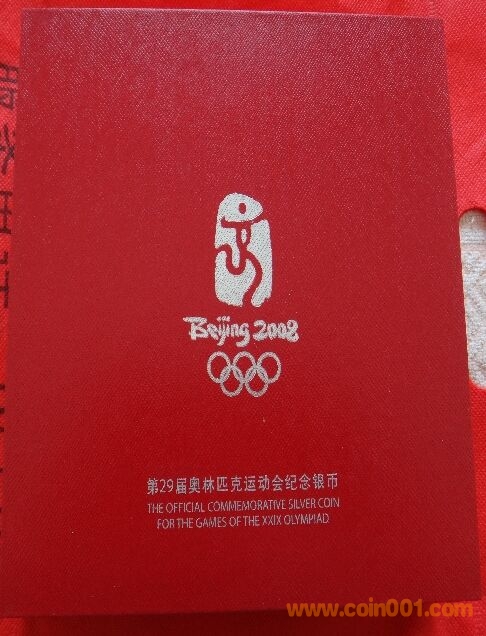 Beijing 2008
第29届奥林匹克运动会纪念银币
THE OFFICIAL COMMEMORATIVE SILVER COIN
FOR THE GAMES OF THE XXIX OLYMPIAD
www.coin001.com